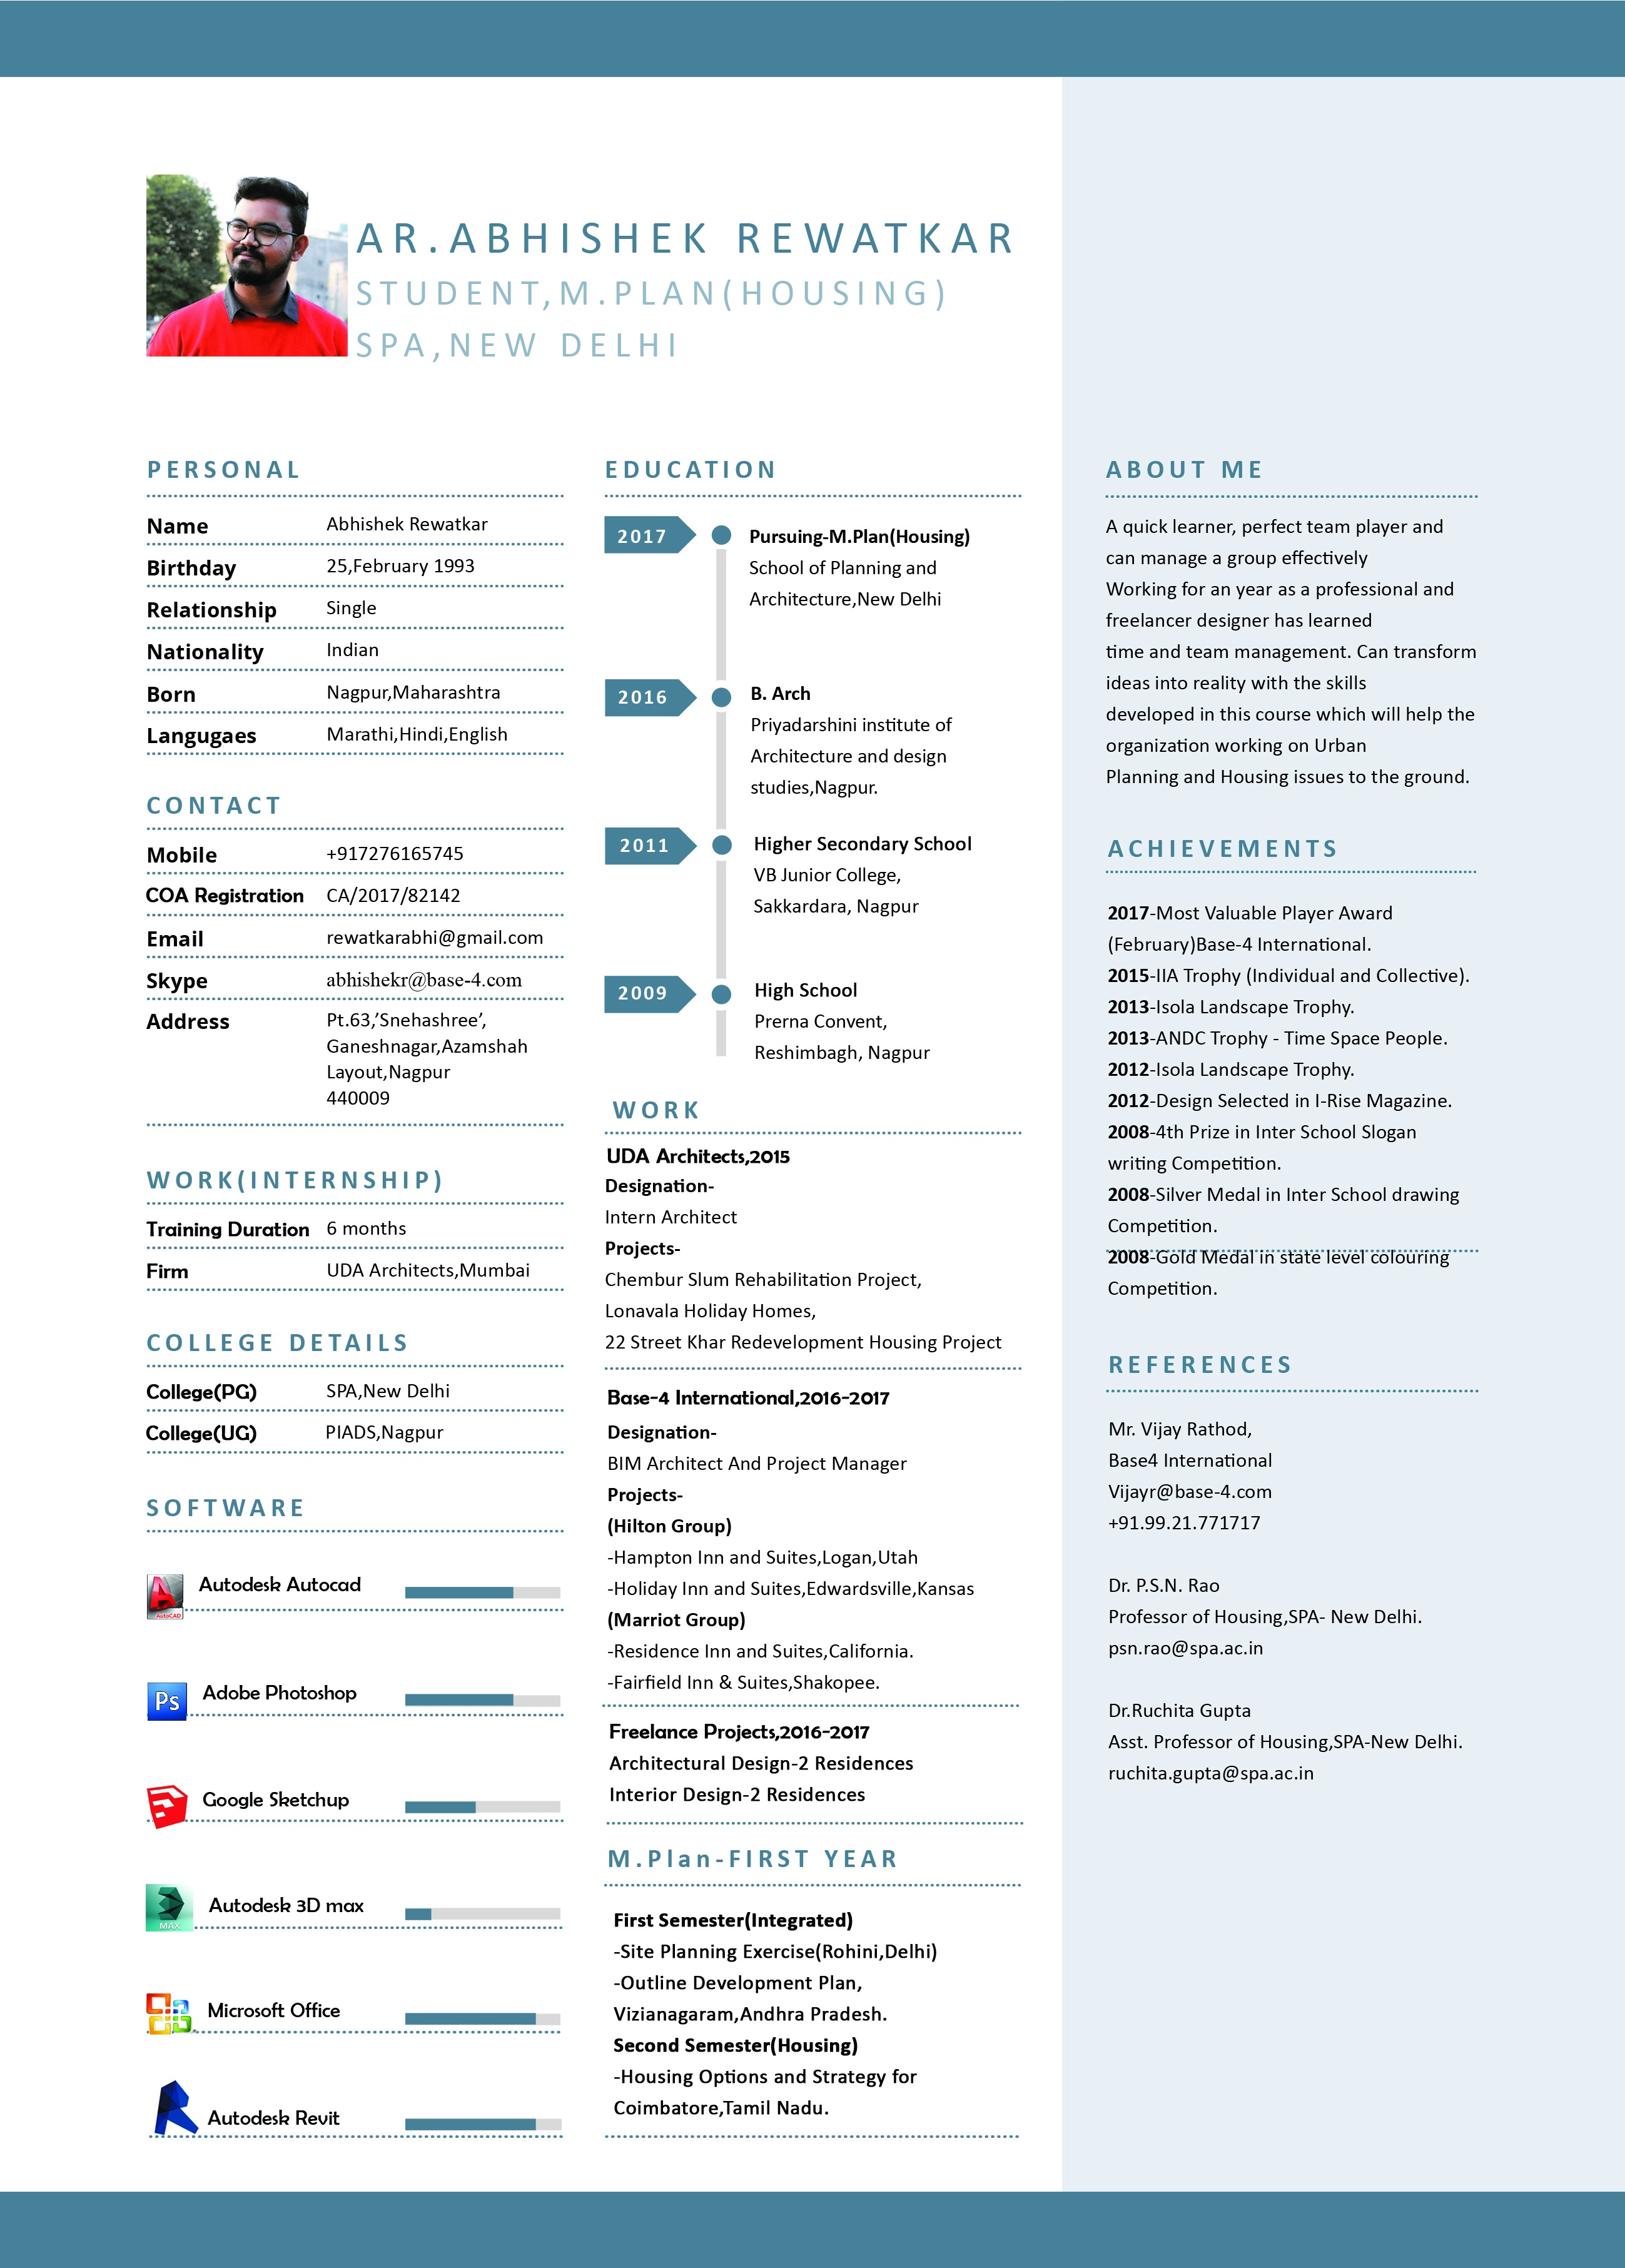 AR.ABHISHEK REWATKAR
STUDENT,M.PLAN(HOUSING)
SPA,NEW DELHI
PERSONAL
Name Abhishek Rewatkar
Birthday 25,February 1993
Relationship Single
Nationality Indian
Born Nagpur,Maharashtra
Langugaes Marathi,Hindi,English
CONTACT
Mobile +917276165745
COA Registration CA/2017/82142
Email rewatkarabhi@gmail.com
Skype abhishekr@base-4.com
Address Pt.63,’Snehashree’,
Ganeshnagar,Azamshah
Layout,Nagpur
440009
WORK(INTERNSHIP)
Training Duration 6 months
Firm UDA Architects,Mumbai
COLLEGE DETAILS
College(PG) SPA,New Delhi
College(UG) PIADS,Nagpur
SOFTWARE
AutoCAD
Autodesk Autocad
Ps Adobe Photoshop
Google Sketchup
Autodesk 3D max
MAX
Microsoft Office
Autodesk Revit
EDUCATION
2017 Pursuing-M.Plan(Housing)
School of Planning and
Architecture,New Delhi
2016 B. Arch
Priyadarshini institute of
Architecture and design
studies,Nagpur.
2011 Higher Secondary School
VB Junior College,
Sakkardara, Nagpur
2009 High School
Prerna Convent,
Reshimbagh, Nagpur
WORK
UDA Architects,2015
Designation-
Intern Architect
Projects-
Chembur Slum Rehabilitation Project,
Lonavala Holiday Homes,
22 Street Khar Redevelopment Housing Project
Base-4 International,2016-2017
Designation-
BIM Architect And Project Manager
Projects-
(Hilton Group)
-Hampton Inn and Suites,Logan,Utah
-Holiday Inn and Suites,Edwardsville,Kansas
(Marriot Group)
-Residence Inn and Suites,California.
-Fairfield Inn & Suites,Shakopee.
Freelance Projects,2016-2017
Architectural Design-2 Residences
Interior Design-2 Residences
M.Plan-FIRST YEAR
First Semester(Integrated)
-Site Planning Exercise(Rohini,Delhi)
-Outline Development Plan,
Vizianagaram,Andhra Pradesh.
Second Semester(Housing)
-Housing Options and Strategy for
Coimbatore,Tamil Nadu.
ABOUT ME
A quick learner, perfect team player and
can manage a group effectively
Working for an year as a professional and
freelancer designer has learned
time and team management. Can transform
ideas into reality with the skills
developed in this course which will help the
organization working on Urban
Planning and Housing issues to the ground.
ACHIEVEMENTS
2017-Most Valuable Player Award
(February)Base-4 International.
2015-IIA Trophy (Individual and Collective).
2013-Isola Landscape Trophy.
2013-ANDC Trophy - Time Space People.
2012-Isola Landscape Trophy.
2012-Design Selected in I-Rise Magazine.
2008-4th Prize in Inter School Slogan
writing Competition.
2008-Silver Medal in Inter School drawing
Competition.
2008-Gold Medal in state level colouring
Competition.
REFERENCES
Mr. Vijay Rathod,
Base4 International
Vijayr@base-4.com
+91.99.21.771717
Dr. P.S.N. Rao
Professor of Housing,SPA- New Delhi.
psn.rao@spa.ac.in
Dr.Ruchita Gupta
Asst. Professor of Housing,SPA-New Delhi.
ruchita.gupta@spa.ac.in